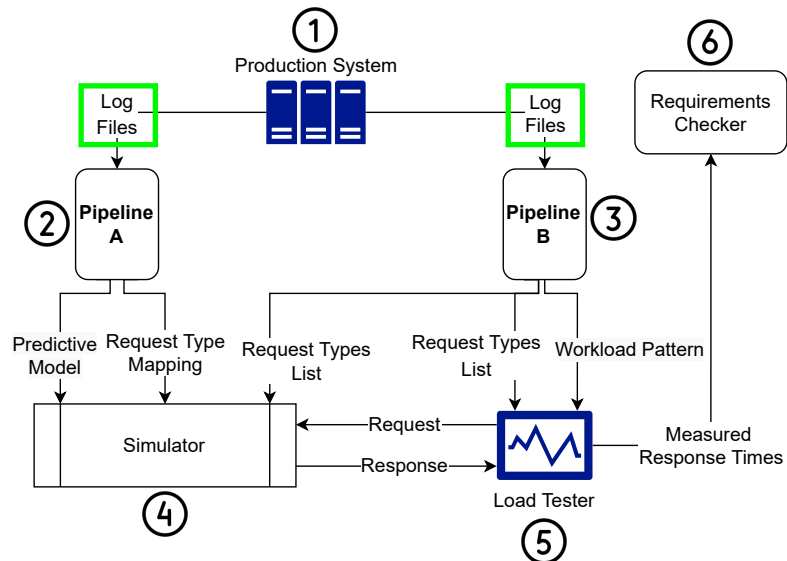 1
Production System
6
Log
Files
Log
Files
Requirements
Checker
2
Pipeline
A
Pipeline
B
3
Predictive
Model
Request Type
Mapping
Request Types
List
Request Types
List
Workload Pattern
Simulator
Request
Response
Measured
Response Times
4
Load Tester
5